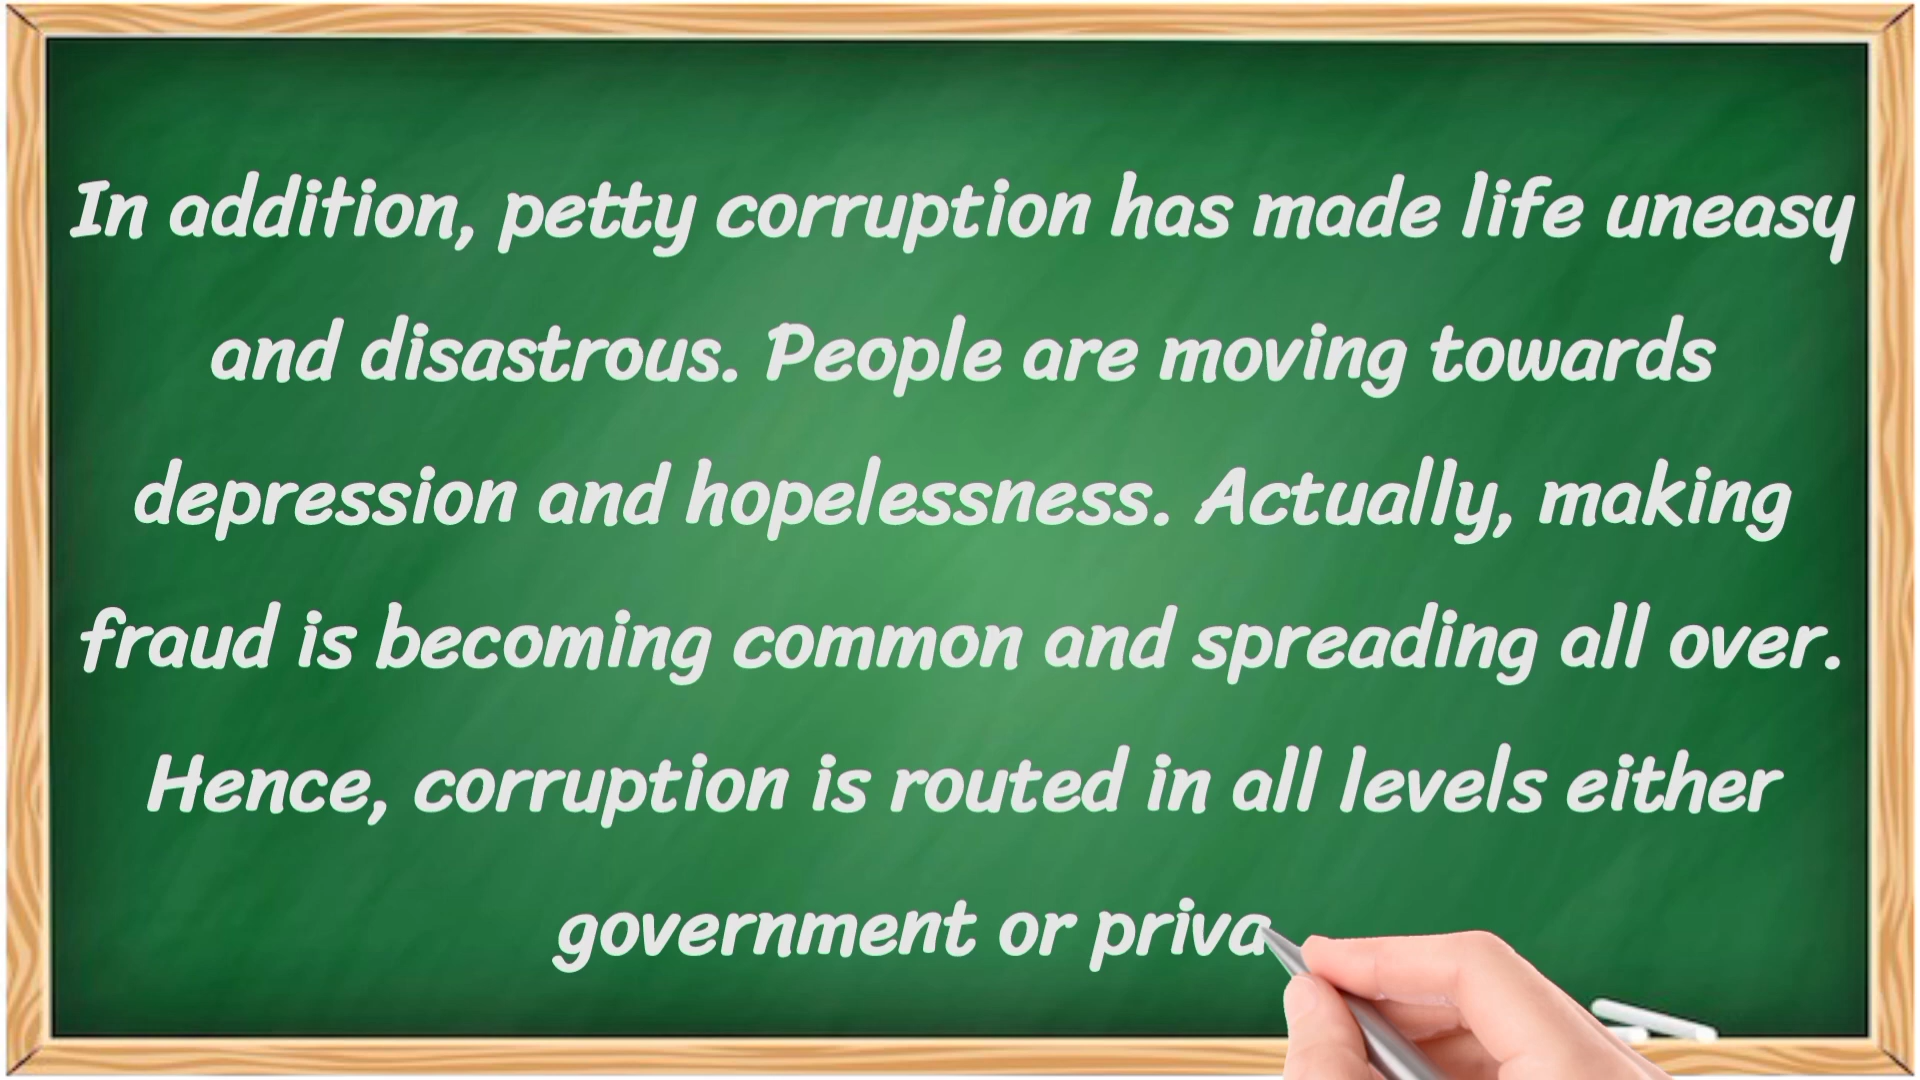 In addition, petty corruption has made life uneasy
and disastrous. People are moving towards
depression and hopelessness. Actually, making
fraud is becoming common and spreading all over.
Hence, corruption is routed in all levels either
government or priva